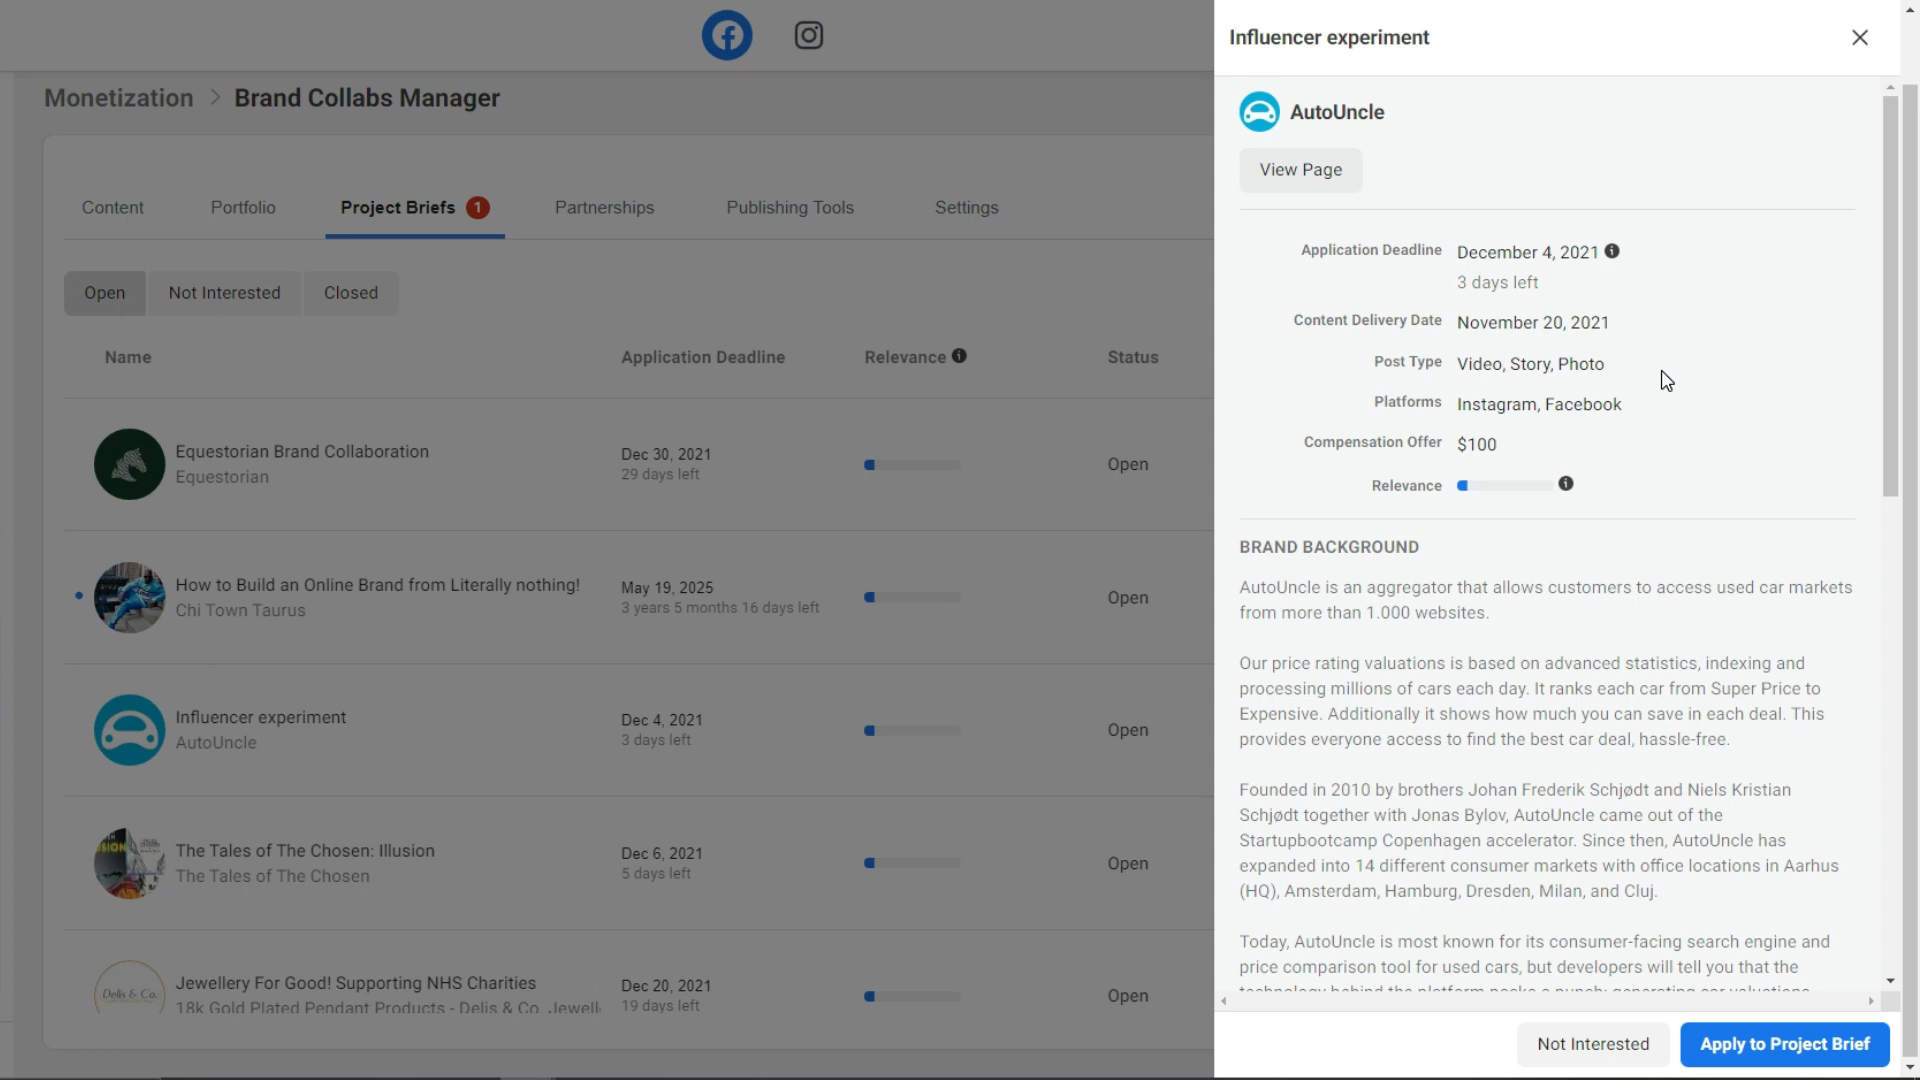 Monetization > Brand Collabs Manager
Content Portfolio Project Briefs 1 Partnerships Publishing Tools Settings
Open Not Interested Closed
Name Application Deadline Relevance Status
Equestorian Brand Collaboration
Equestorian
Dec 30, 2021
29 days left
Open
How to Build an Online Brand from Literally nothing!
Chi Town Taurus
May 19, 2025
3 years 5 months 16 days left
Open
Influencer experiment
AutoUncle
Dec 4, 2021
3 days left
Open
The Tales of The Chosen: Illusion
The Tales of The Chosen
Dec 6, 2021
5 days left
Open
Delis & Co.
Jewellery For Good! Supporting NHS Charities
18k Gold Plated Pendant Products - Delis & Co. Jewell
Dec 20, 2021
19 days left
Open
Influencer experiment
AutoUncle
View Page
Application Deadline December 4, 2021
3 days left
Content Delivery Date November 20, 2021
Post Type Video, Story, Photo
Platforms Instagram, Facebook
Compensation Offer $100
Relevance
BRAND BACKGROUND
AutoUncle is an aggregator that allows customers to access used car markets
from more than 1.000 websites.
Our price rating valuations is based on advanced statistics, indexing and
processing millions of cars each day. It ranks each car from Super Price to
Expensive. Additionally it shows how much you can save in each deal. This
provides everyone access to find the best car deal, hassle-free.
Founded in 2010 by brothers Johan Frederik Schjødt and Niels Kristian
Schjødt together with Jonas Bylov, AutoUncle came out of the
Startupbootcamp Copenhagen accelerator. Since then, AutoUncle has
expanded into 14 different consumer markets with office locations in Aarhus
(HQ), Amsterdam, Hamburg, Dresden, Milan, and Cluj.
Today, AutoUncle is most known for its consumer-facing search engine and
price comparison tool for used cars, but developers will tell you that the
technology behind the platform packs a punch: generating car valuations
Not Interested Apply to Project Brief